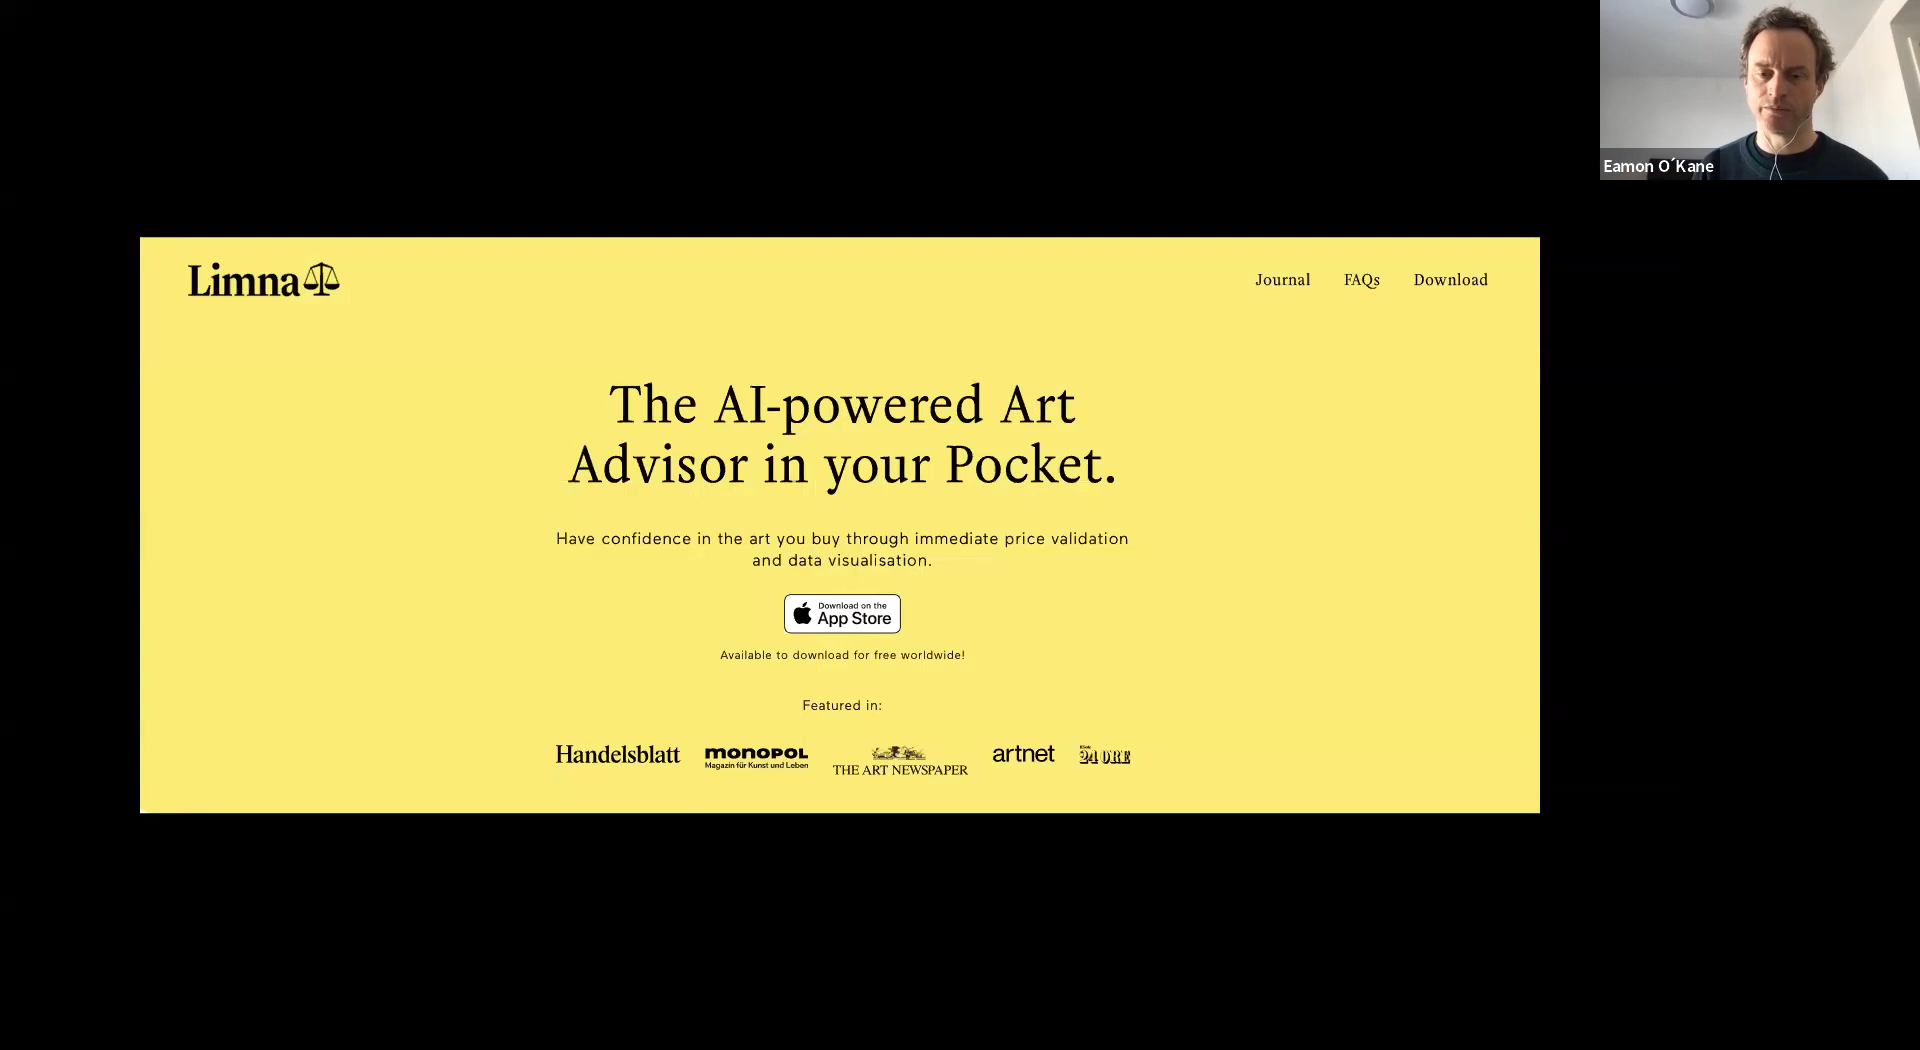 Eamon O´Kane
Limna
Journal FAQs Download
The AI-powered Art
Advisor in your Pocket.
Have confidence in the art you buy through immediate price validation
and data visualisation.
Download on the
App Store
Available to download for free worldwide!
Featured in:
Handelsblatt monopol THE ART NEWSPAPER artnet 24 ORE
Magazin für Kunst und Leben